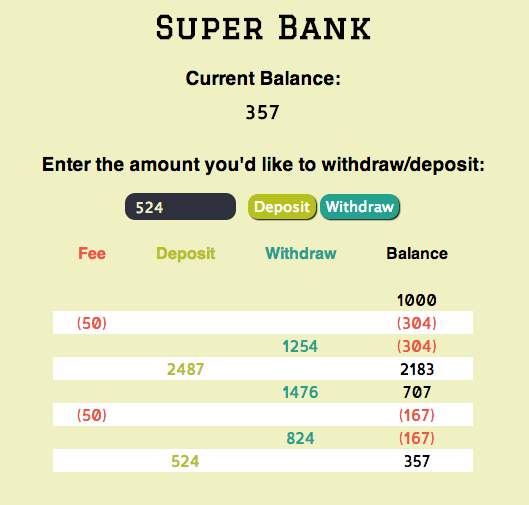 Super Bank
Current Balance:
357
Enter the amount you'd like to withdraw/deposit:
524 Deposit Withdraw
Fee Deposit Withdraw Balance
1000
(50) (304)
1254 (304)
2487 2183
1476 707
(50) (167)
824 (167)
524 357